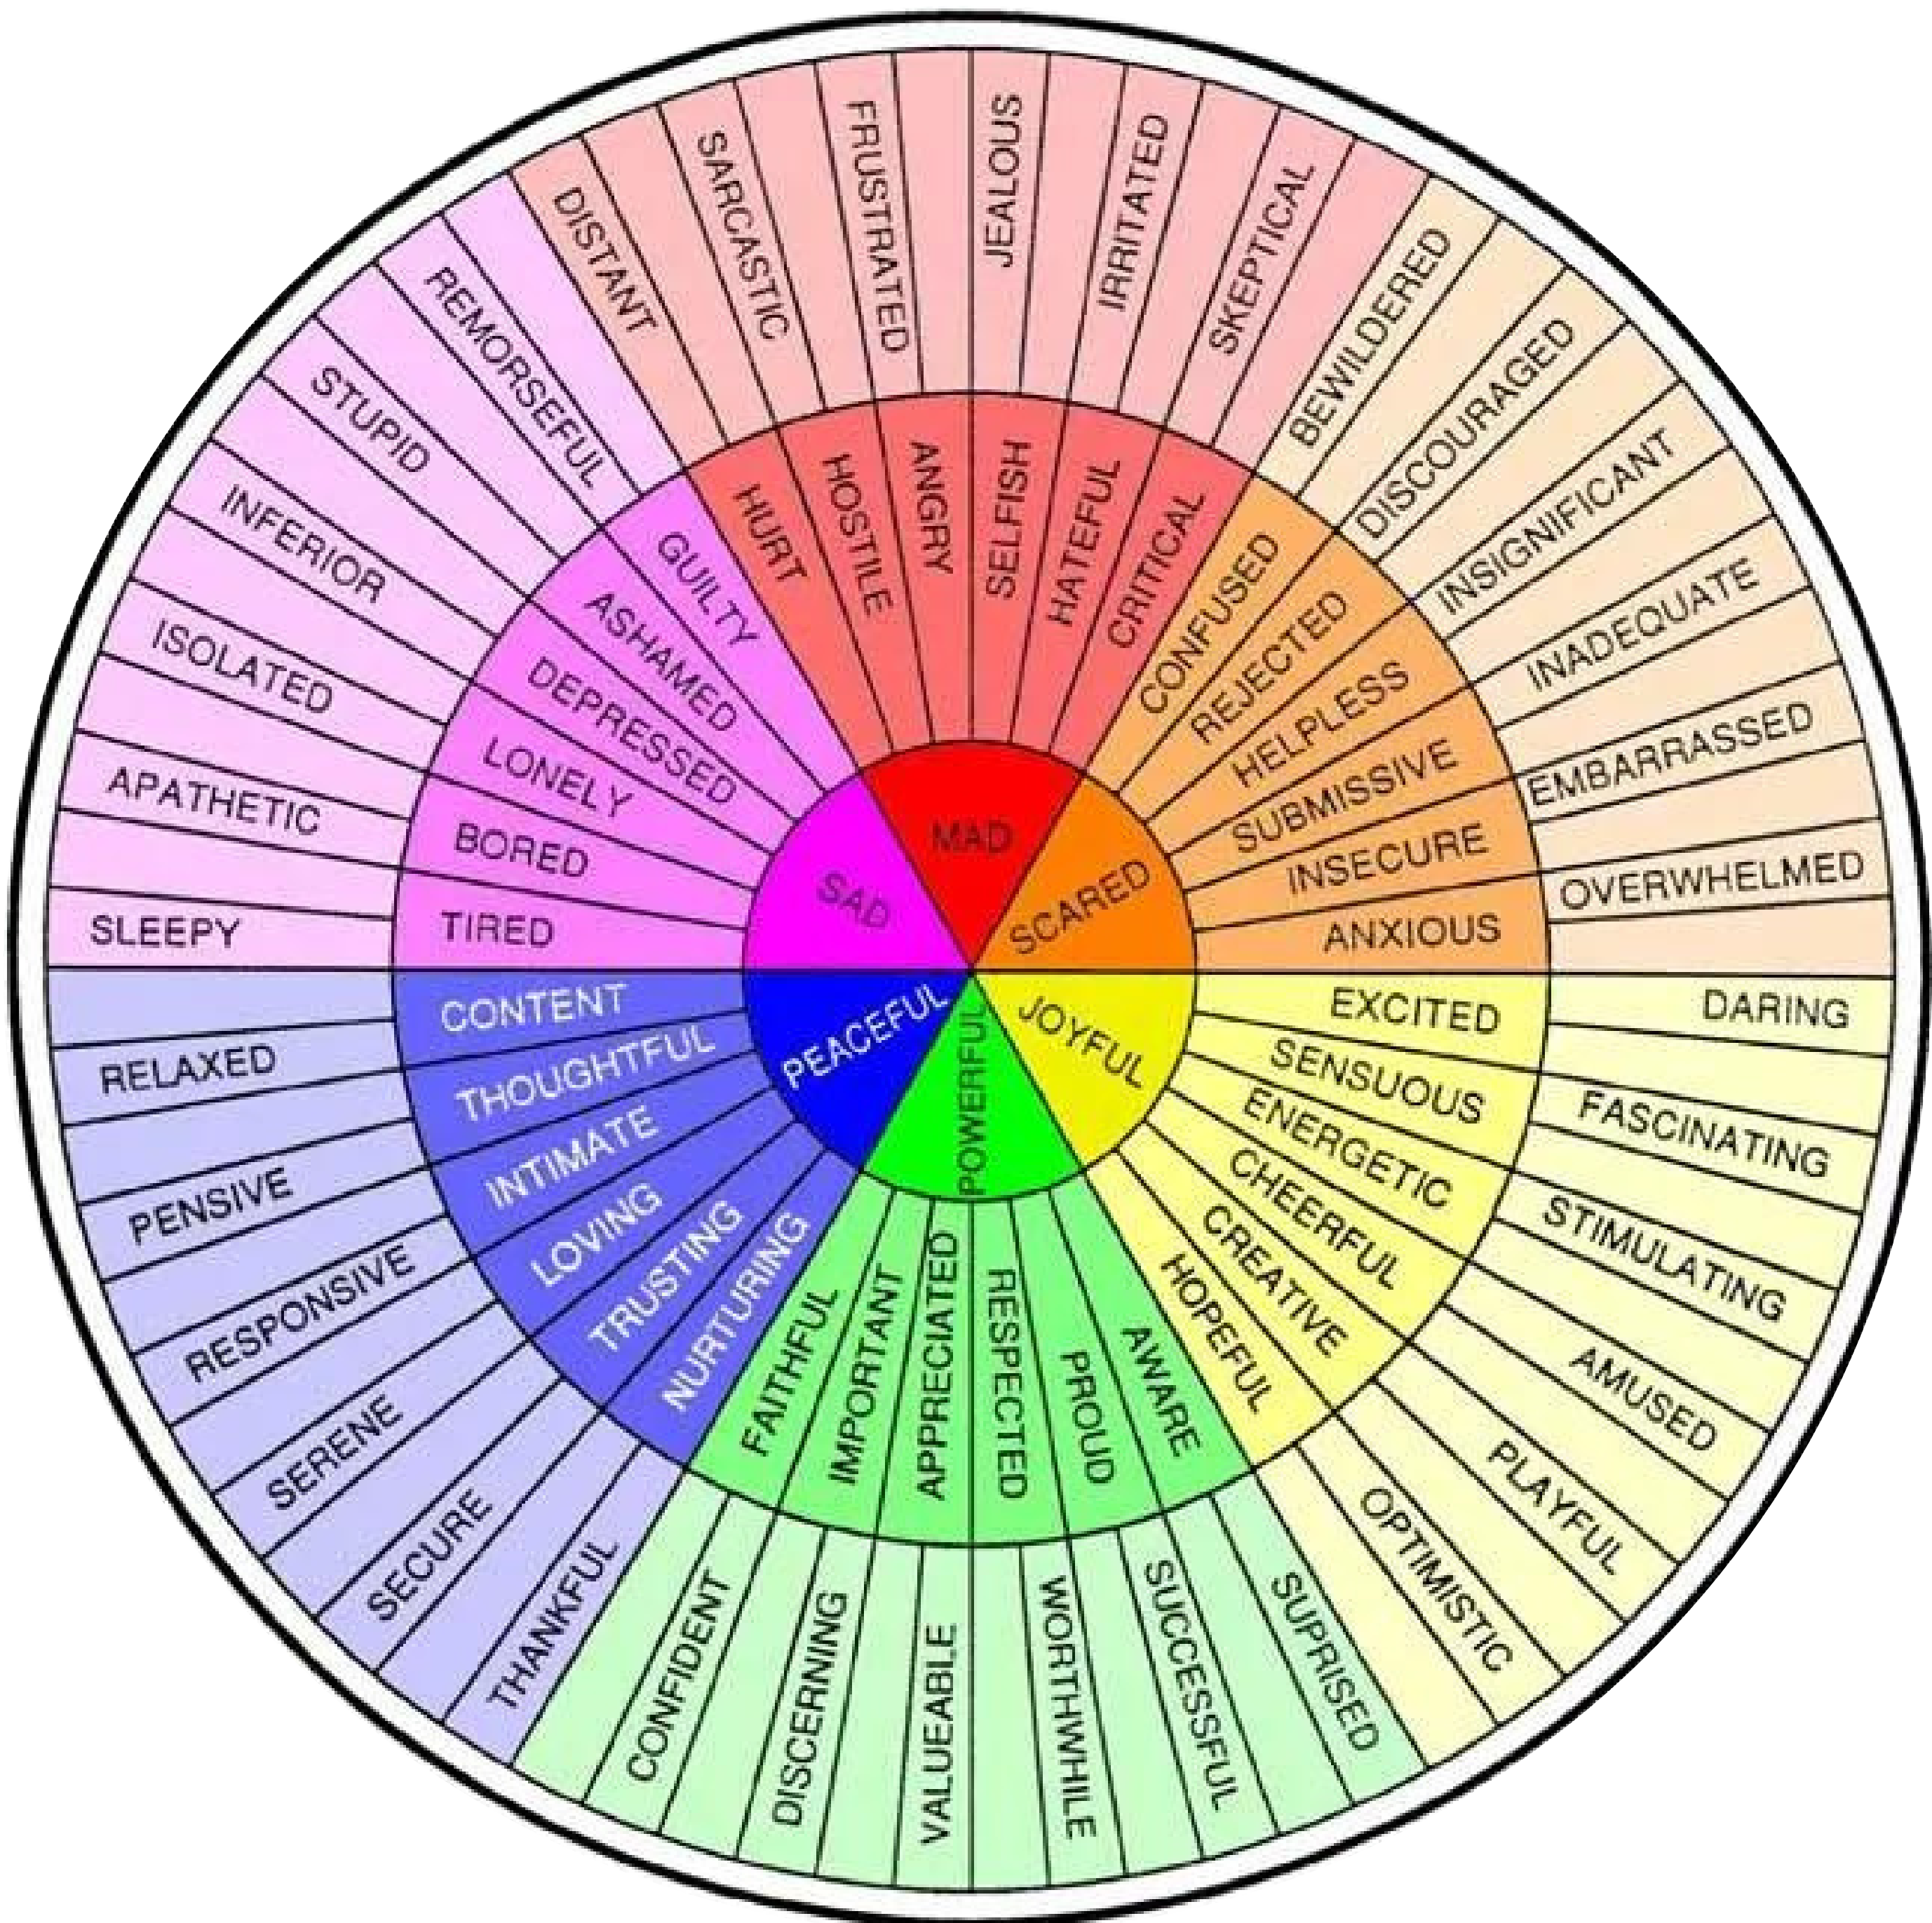 MAD
SCARED
JOYFUL
POWERFUL
PEACEFUL
SAD
HURT
HOSTILE
ANGRY
SELFISH
HATEFUL
CRITICAL
CONFUSED
REJECTED
HELPLESS
SUBMISSIVE
INSECURE
ANXIOUS
EXCITED
SENSUOUS
ENERGETIC
CHEERFUL
CREATIVE
HOPEFUL
AWARE
PROUD
RESPECTED
APPRECIATED
IMPORTANT
FAITHFUL
NURTURING
TRUSTING
LOVING
INTIMATE
THOUGHTFUL
CONTENT
TIRED
BORED
LONELY
DEPRESSED
ASHAMED
GUILTY
DISTANT
SARCASTIC
FRUSTRATED
JEALOUS
IRRITATED
SKEPTICAL
BEWILDERED
DISCOURAGED
INSIGNIFICANT
INADEQUATE
EMBARRASSED
OVERWHELMED
DARING
FASCINATING
STIMULATING
AMUSED
PLAYFUL
OPTIMISTIC
SUPRISED
SUCCESSFUL
WORTHWHILE
VALUEABLE
DISCERNING
CONFIDENT
THANKFUL
SECURE
SERENE
RESPONSIVE
PENSIVE
RELAXED
SLEEPY
APATHETIC
ISOLATED
INFERIOR
STUPID
REMORSEFUL